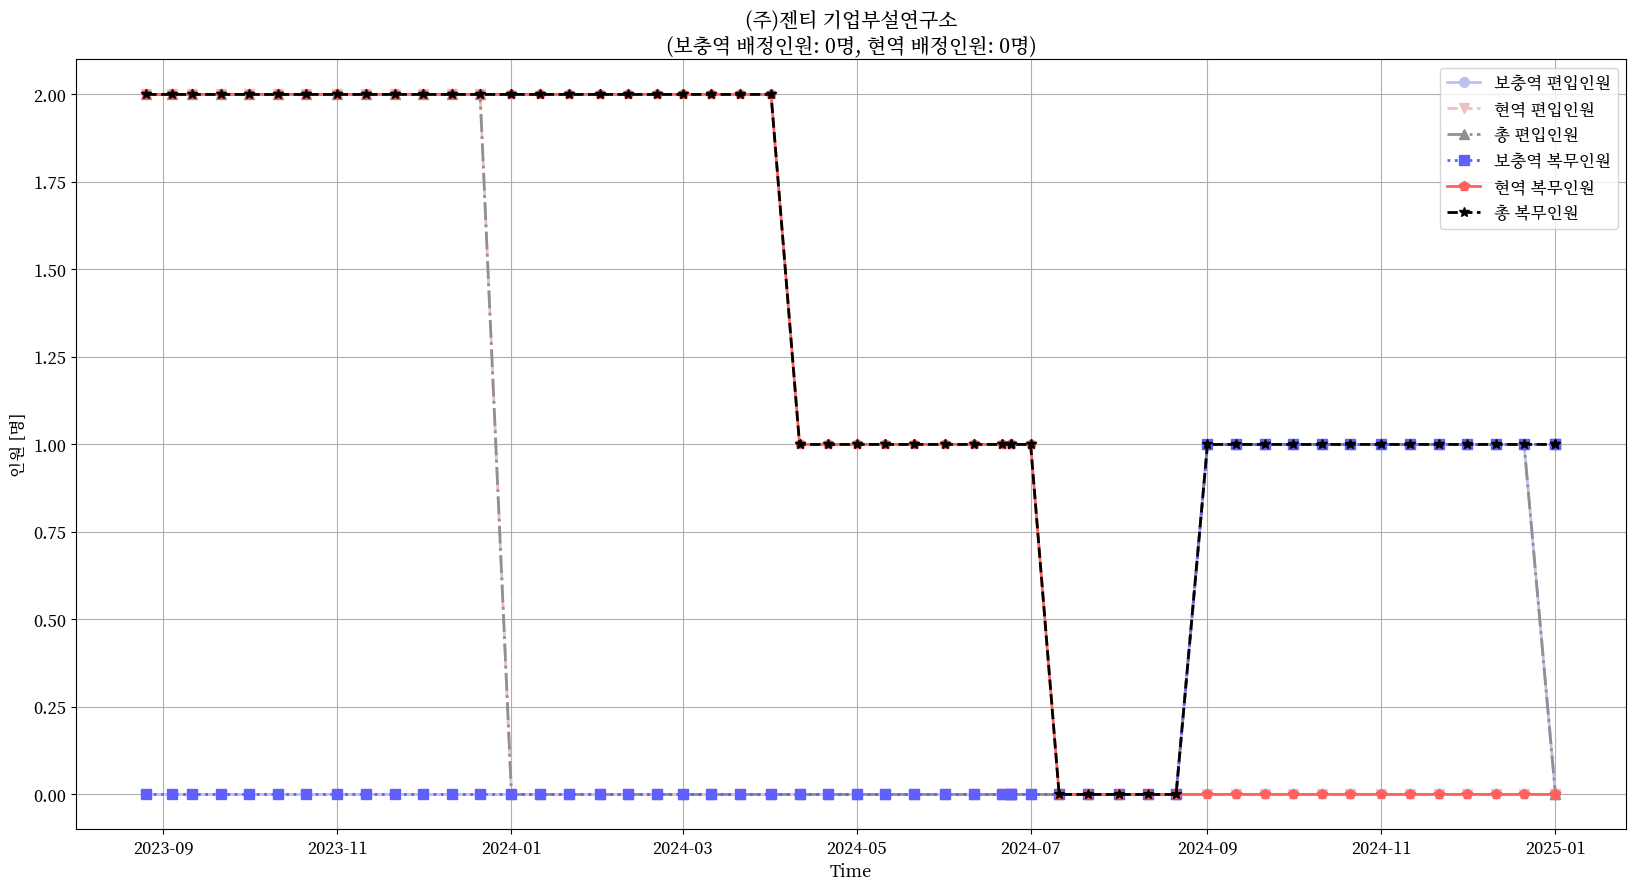 (주)젠티 기업부설연구소
(보충역 배정인원: 0명, 현역 배정인원: 0명)
보충역 편입인원
현역 편입인원
총 편입인원
보충역 복무인원
현역 복무인원
총 복무인원
인원 [명]
2.00
1.75
1.50
1.25
1.00
0.75
0.50
0.25
0.00
2023-09
2023-11
2024-01
2024-03
2024-05
2024-07
2024-09
2024-11
2025-01
Time